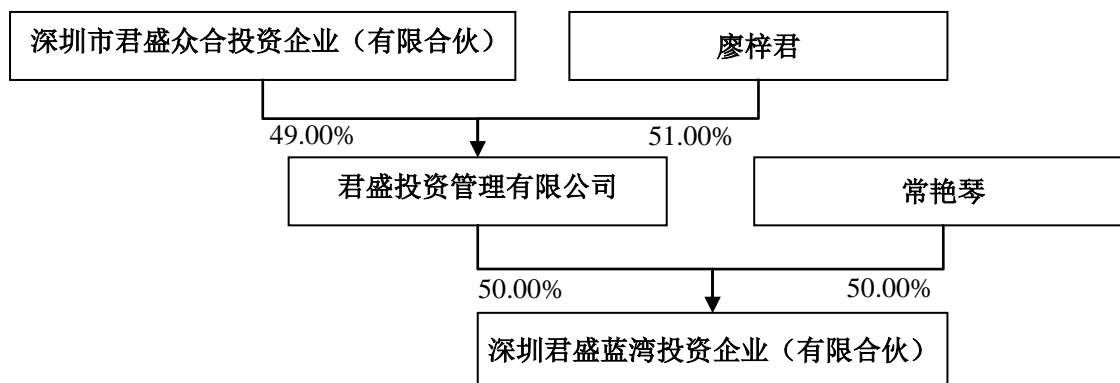 深圳市君盛众合投资企业（有限合伙）
廖梓君
49.00%
51.00%
君盛投资管理有限公司
常艳琴
50.00%
50.00%
深圳君盛蓝湾投资企业（有限合伙）